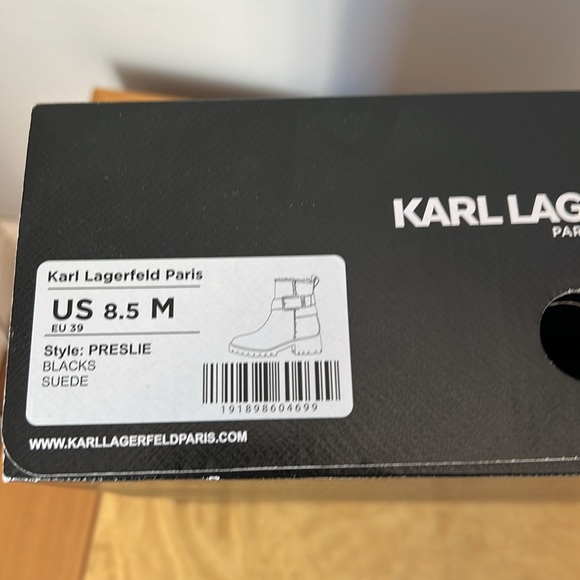 KARL LAG
PAR
Karl Lagerfeld Paris
US 8.5 M
EU 39
Style: PRESLIE
BLACKS
SUEDE
191898604699
WWW.KARLLAGERFELDPARIS.COM